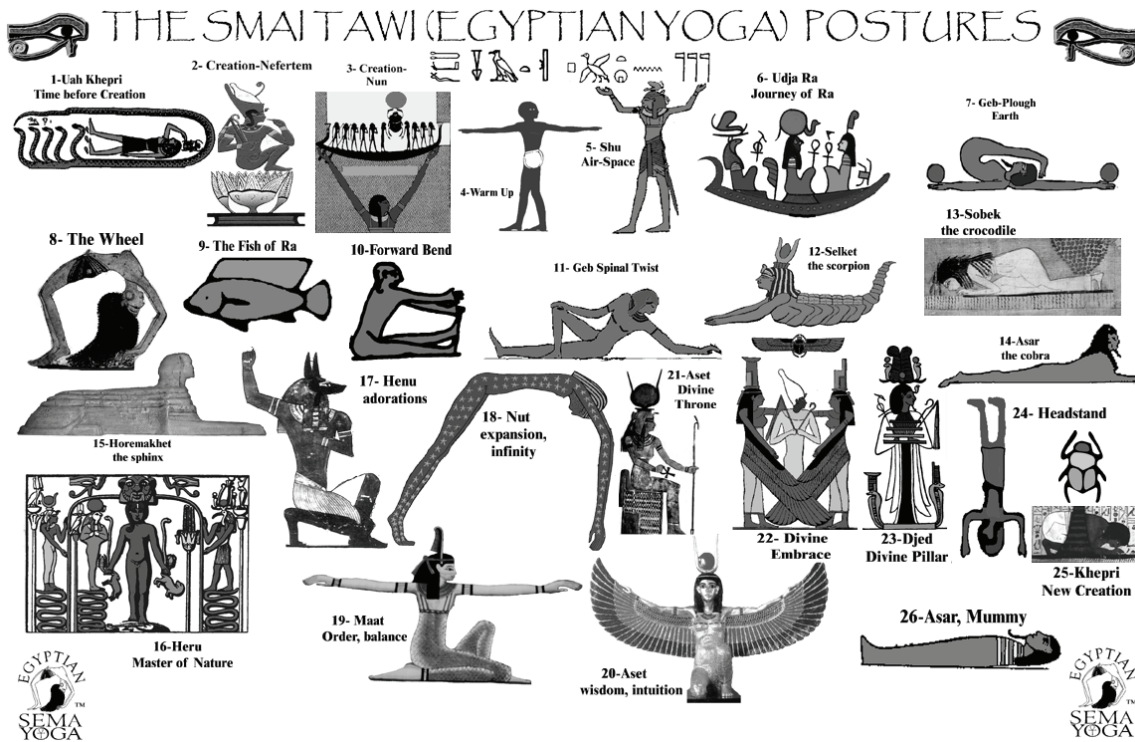 THE SMAI TAWI (EGYPTIAN YOGA) POSTURES
1-Uah Khepri
Time before Creation
2- Creation-Nefertem
3- Creation-
Nun
4-Warm Up
5- Shu
Air-Space
6- Udja Ra
Journey of Ra
7- Geb-Plough
Earth
8- The Wheel
9- The Fish of Ra
10-Forward Bend
11- Geb Spinal Twist
12-Selket
the scorpion
13-Sobek
the crocodile
14-Asar
the cobra
15-Horemakhet
the sphinx
16-Heru
Master of Nature
17- Henu
adorations
18- Nut
expansion,
infinity
19- Maat
Order, balance
20-Aset
wisdom, intuition
21-Aset
Divine
Throne
22- Divine
Embrace
23-Djed
Divine Pillar
24- Headstand
25-Khepri
New Creation
26-Asar, Mummy
EGYPTIAN
TM
SEMA
YOGA
EGYPTIAN
TM
SEMA
YOGA